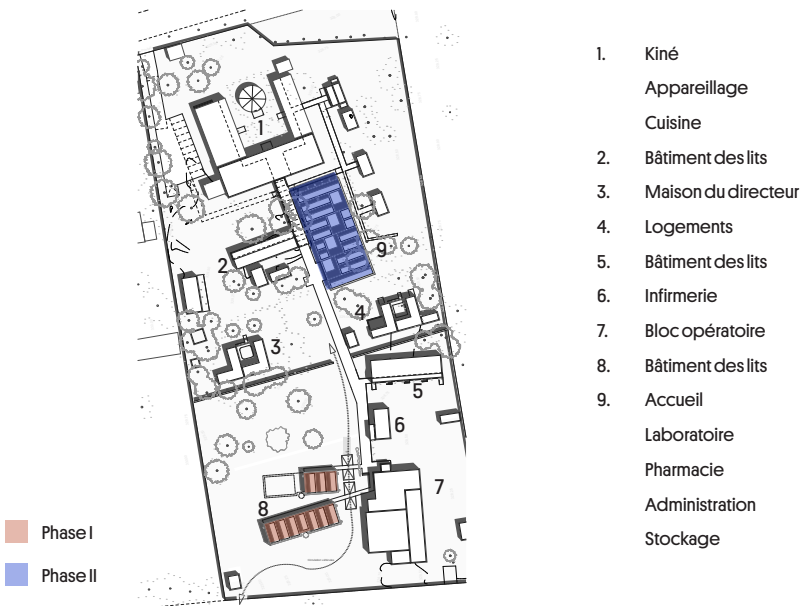 1. Kiné
Appareillage
Cuisine
2. Bâtiment des lits
3. Maison du directeur
4. Logements
5. Bâtiment des lits
6. Infirmerie
7. Bloc opératoire
8. Bâtiment des lits
9. Accueil
Laboratoire
Pharmacie
Administration
Stockage
1
2
9
4
3
5
6
7
8
Phase I
Phase II